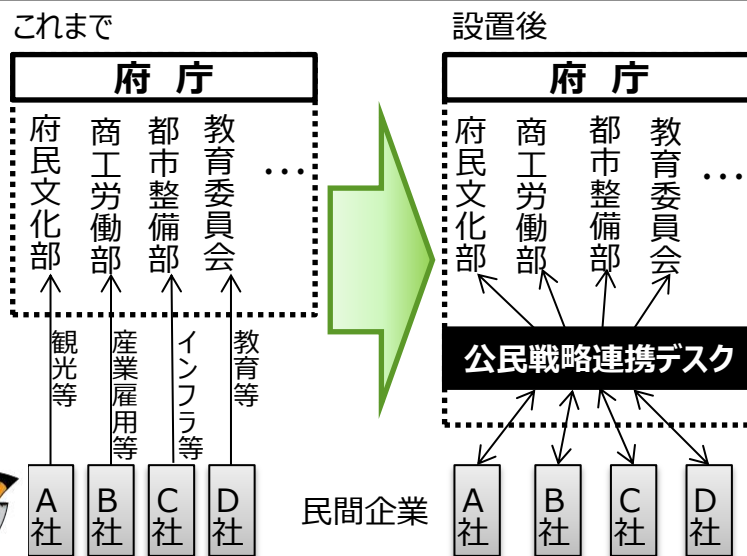 これまで
府 庁
府民文化部
商工労働部
都市整備部
教育委員会
…
観光等
産業雇用等
インフラ等
教育等
A社
B社
C社
D社
民間企業
設置後
府 庁
府民文化部
商工労働部
都市整備部
教育委員会
…
公民戦略連携デスク
A社
B社
C社
D社